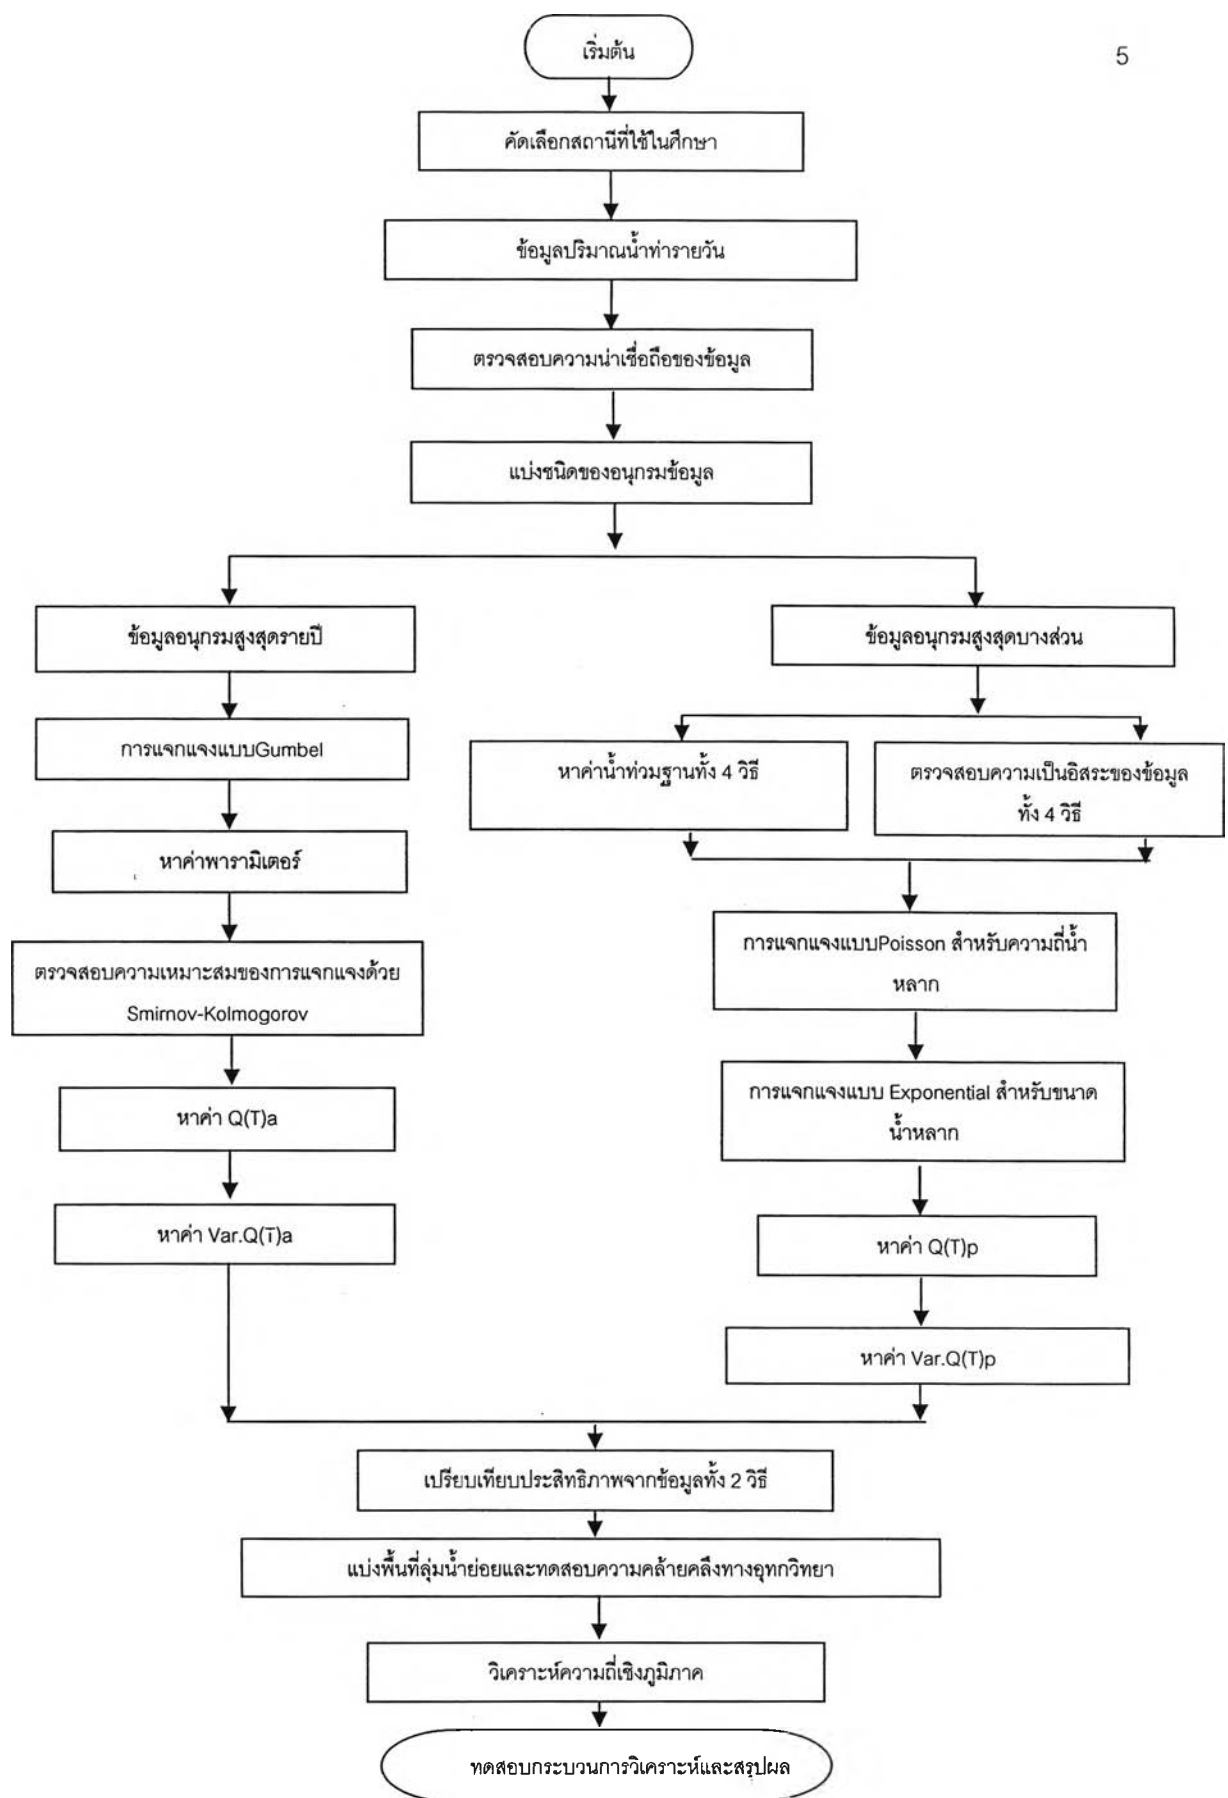 5
เริ่มต้น
คัดเลือกสถานีที่ใช้ในศึกษา
ข้อมูลปริมาณน้ำท่ารายวัน
ตรวจสอบความน่าเชื่อถือของข้อมูล
แบ่งชนิดของอนุกรมข้อมูล
ข้อมูลอนุกรมสูงสุดรายปี
การแจกแจงแบบGumbel
หาค่าพารามิเตอร์
ตรวจสอบความเหมาะสมของการแจกแจงด้วย
Smirnov-Kolmogorov
หาค่า Q(T)a
หาค่า Var.Q(T)a
ข้อมูลอนุกรมสูงสุดบางส่วน
หาค่าน้ำท่วมฐานทั้ง 4 วิธี
ตรวจสอบความเป็นอิสระของข้อมูล
ทั้ง 4 วิธี
การแจกแจงแบบPoisson สำหรับความถี่น้ำ
หลาก
การแจกแจงแบบ Exponential สำหรับขนาด
น้ำหลาก
หาค่า Q(T)p
หาค่า Var.Q(T)p
เปรียบเทียบประสิทธิภาพจากข้อมูลทั้ง 2 วิธี
แบ่งพื้นที่ลุ่มน้ำย่อยและทดสอบความคล้ายคลึงทางอุทกวิทยา
วิเคราะห์ความถี่เชิงภูมิภาค
ทดสอบกระบวนการวิเคราะห์และสรุปผล